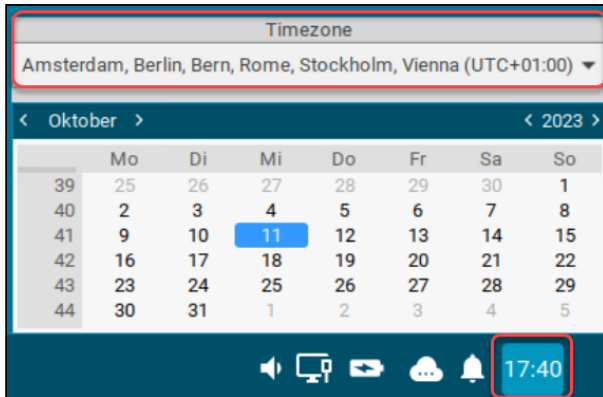 Timezone
Amsterdam, Berlin, Bern, Rome, Stockholm, Vienna (UTC+01:00)
< Oktober > < 2023 >
Mo Di Mi Do Fr Sa So
39 25 26 27 28 29 30 1
40 2 3 4 5 6 7 8
41 9 10 11 12 13 14 15
42 16 17 18 19 20 21 22
43 23 24 25 26 27 28 29
44 30 31 1 2 3 4 5
17:40